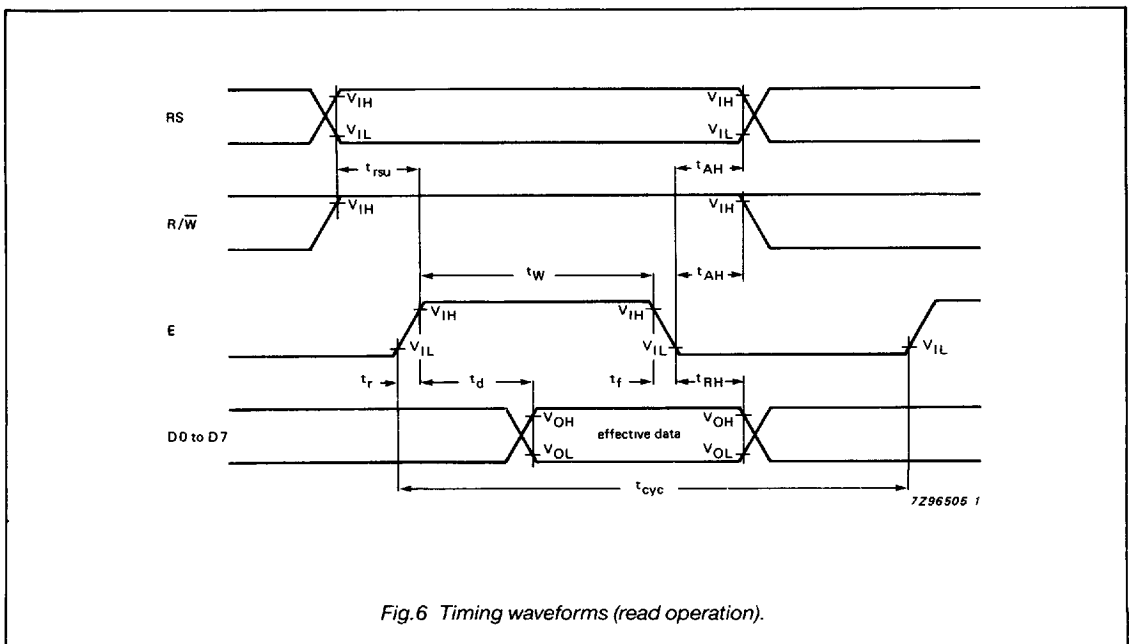 RS
V_IH
V_IL
V_IH
V_IL
t_rsu
t_AH
R/W̅
V_IH
V_IH
t_W
t_AH
E
V_IH
V_IL
V_IH
V_IL
V_IL
t_r
t_d
t_f
t_RH
D0 to D7
V_OH
V_OL
effective data
V_OH
V_OL
t_cyc
7Z96505 1
Fig.6 Timing waveforms (read operation).